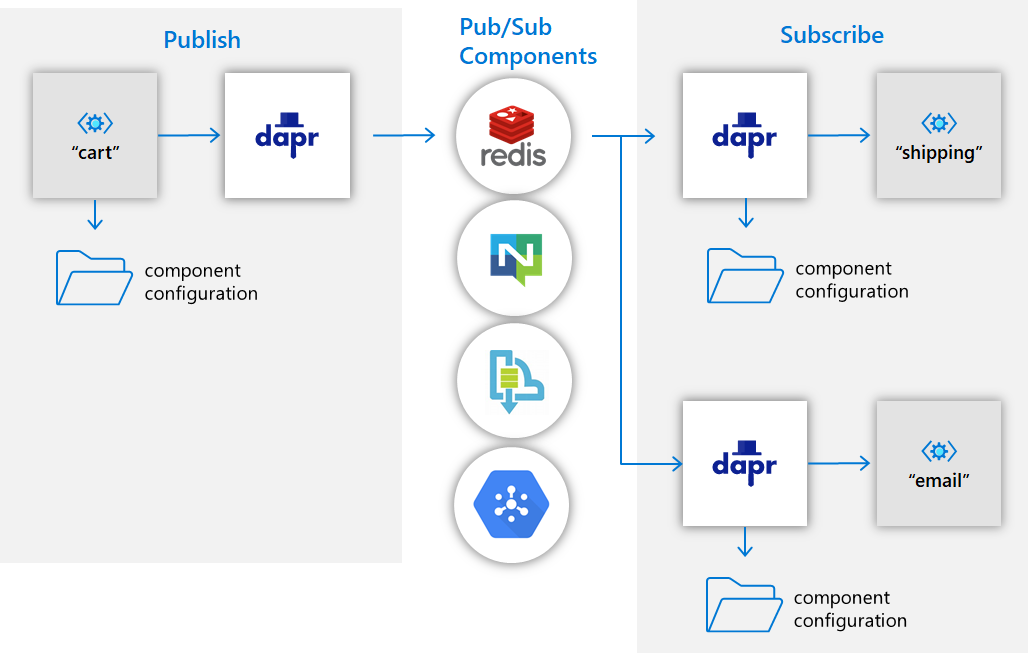 Publish
“cart”
dapr
component
configuration
Pub/Sub
Components
redis
N
Subscribe
dapr
“shipping”
component
configuration
dapr
“email”
component
configuration